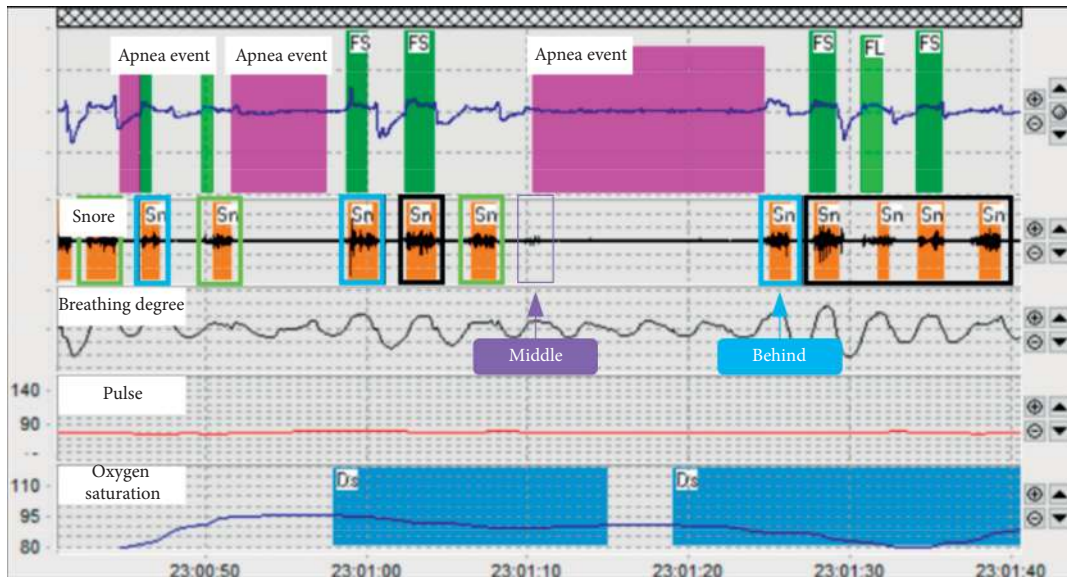 Apnea event
Apnea event
FS
FS
Apnea event
FS
FL
FS
Snore
Sn
Sn
Sn
Sn
Sn
Sn
Sn
Sn
Sn
Sn
Breathing degree
Middle
Behind
140
Pulse
90
- -
110
Oxygen
saturation
Ds
Ds
95
80
23:00:50
23:01:00
23:01:10
23:01:20
23:01:30
23:01:40